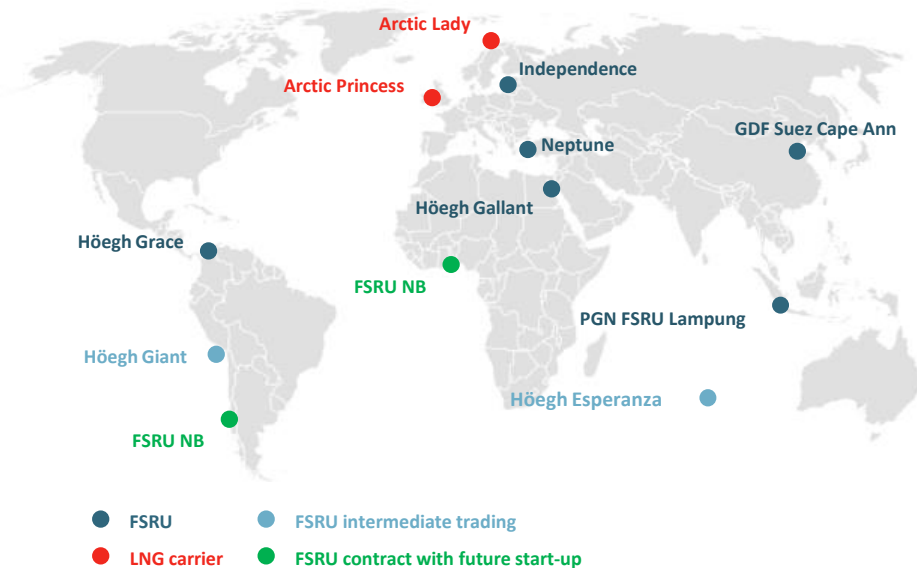 Arctic Lady
Independence
Arctic Princess
GDF Suez Cape Ann
Neptune
Höegh Gallant
Höegh Grace
FSRU NB
PGN FSRU Lampung
Höegh Giant
Höegh Esperanza
FSRU NB
FSRU
FSRU intermediate trading
LNG carrier
FSRU contract with future start-up